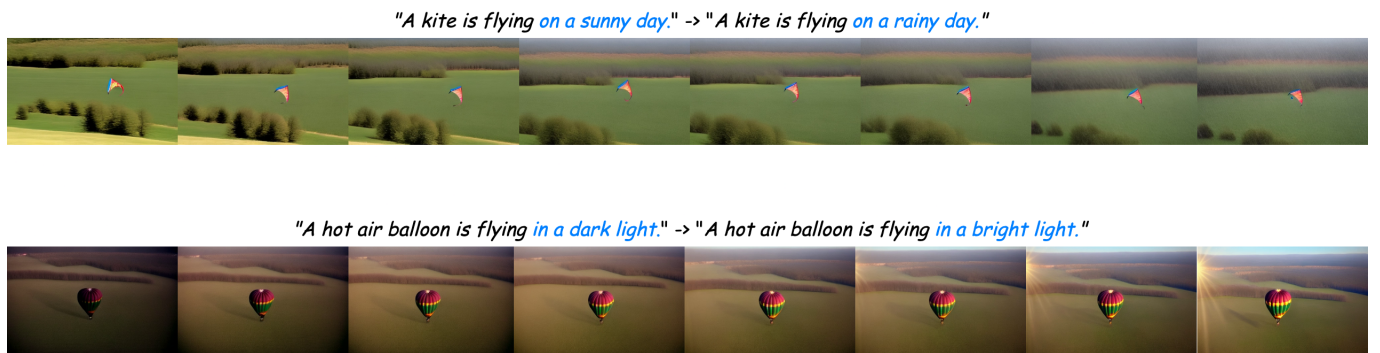 "A kite is flying on a sunny day." -> "A kite is flying on a rainy day."
"A hot air balloon is flying in a dark light." -> "A hot air balloon is flying in a bright light."